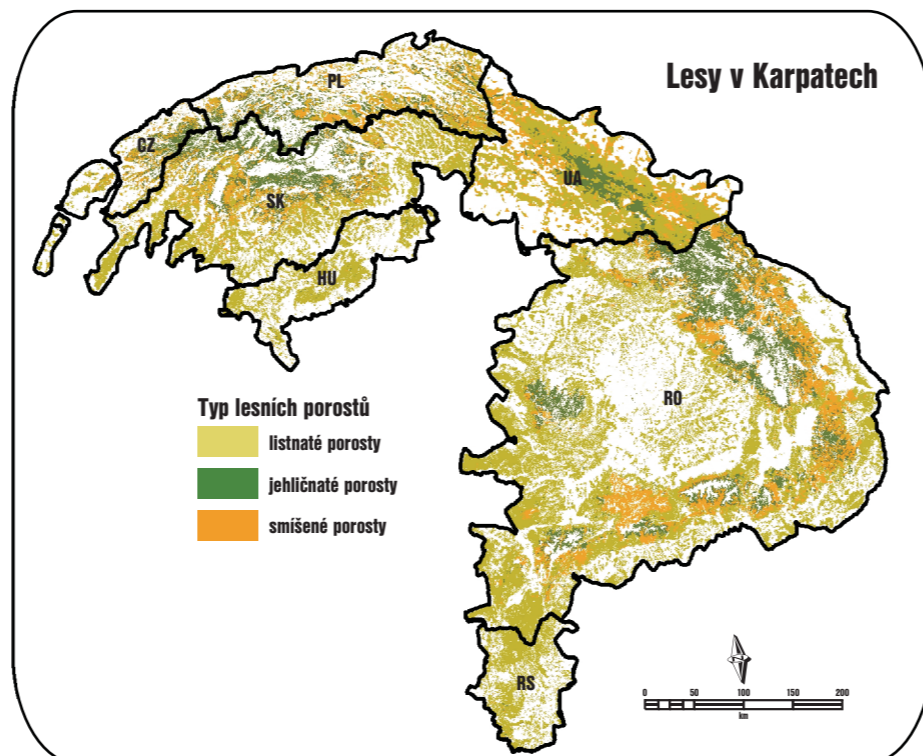 Lesy v Karpatech
PL
CZ
SK
UA
HU
RO
RS
Typ lesních porostů
listnaté porosty
jehličnaté porosty
smíšené porosty
0 50 100 150 200
km